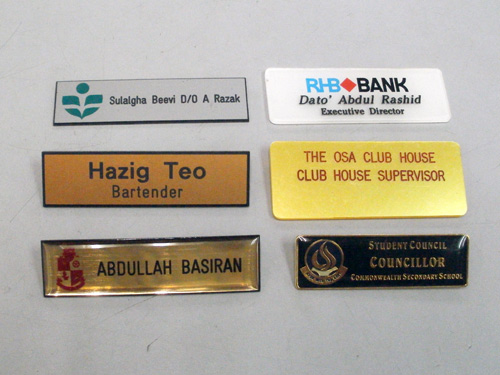 Sulalgha Beevi D/O A Razak
RHB BANK
Dato' Abdul Rashid
Executive Director
Hazig Teo
Bartender
THE OSA CLUB HOUSE
CLUB HOUSE SUPERVISOR
ABDULLAH BASIRAN
STUDENT COUNCIL
COUNCILLOR
COMMONWEALTH SECONDARY SCHOOL